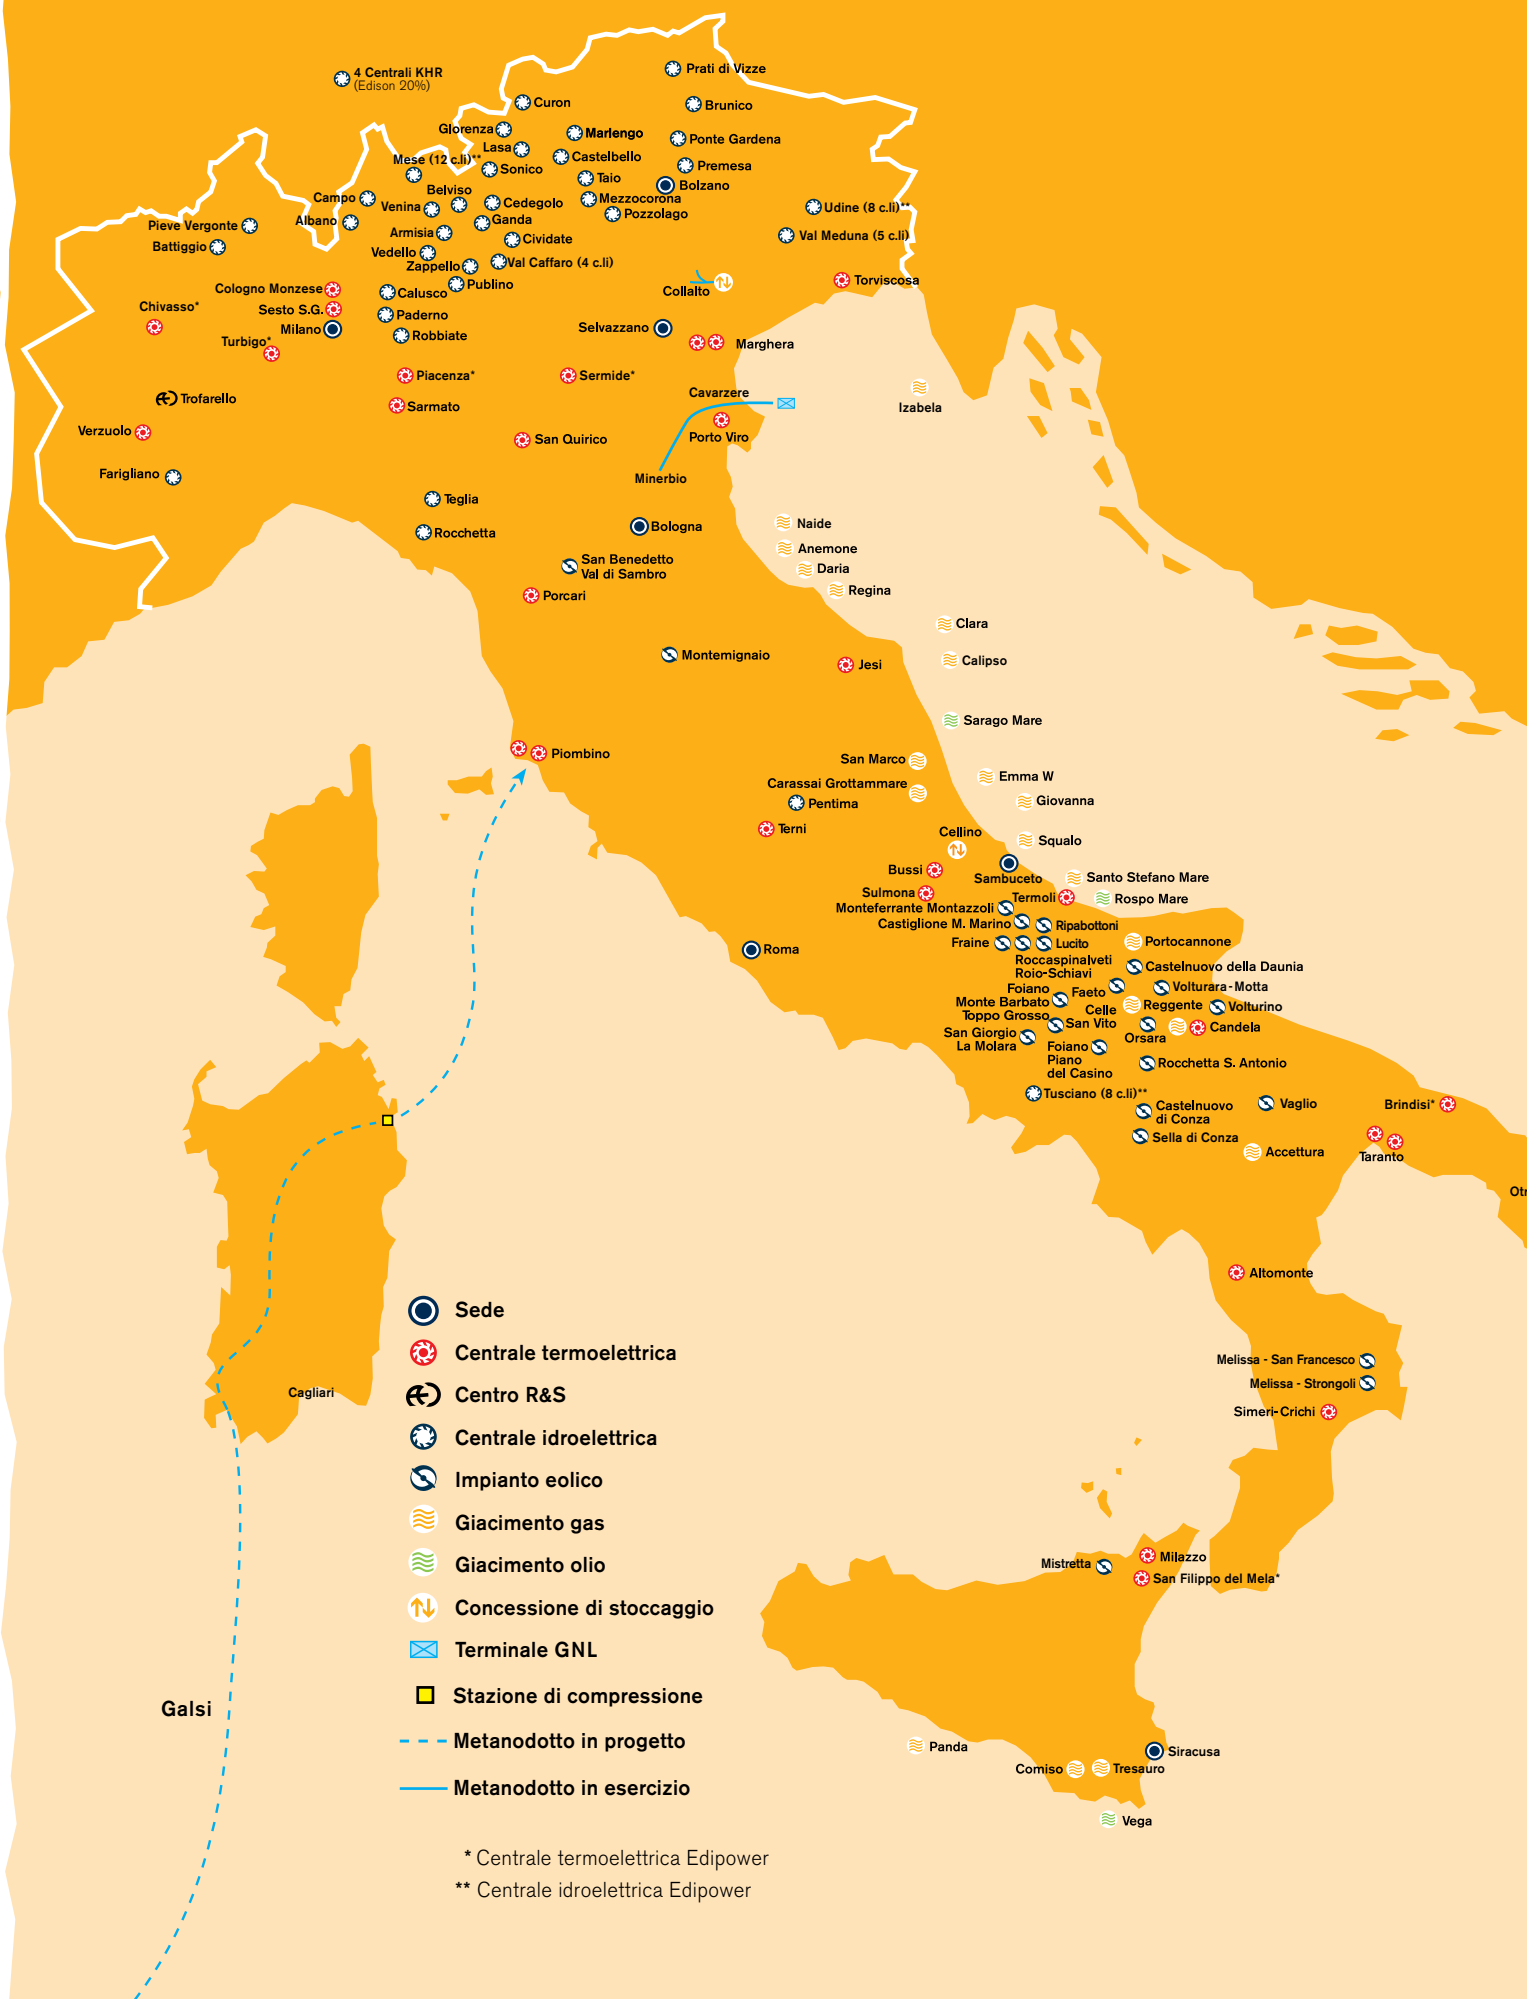 4 Centrali KHR
(Edison 20%)
Prati di Vizze
Curon
Brunico
Glorenza
Marlengo
Ponte Gardena
Lasa
Mese (12 c.li)**
Castelbello
Sonico
Premesa
Taio
Bolzano
Belviso
Campo
Venina
Cedegolo
Mezzocorona
Pozzolago
Udine (8 c.li)**
Albano
Ganda
Pieve Vergonte
Armisia
Val Meduna (5 c.li)
Battiggio
Cividate
Vedello
Zappello
Val Caffaro (4 c.li)
Publino
Torviscosa
Cologno Monzese
Calusco
Collalto
Chivasso*
Sesto S.G.
Paderno
Milano
Robbiate
Selvazzano
Turbigo*
Marghera
Piacenza*
Sermide*
Cavarzere
Trofarello
Sarmato
Izabela
Verzuolo
San Quirico
Porto Viro
Farigliano
Minerbio
Teglia
Rocchetta
Bologna
Naide
Anemone
San Benedetto
Val di Sambro
Daria
Regina
Porcari
Clara
Montemignaio
Jesi
Calipso
Sarago Mare
Piombino
San Marco
Emma W
Carassai Grottammare
Pentima
Giovanna
Terni
Cellino
Squalo
Bussi
Sambuceto
Santo Stefano Mare
Sulmona
Termoli
Rospo Mare
Monteferrante Montazzoli
Castiglione M. Marino
Ripabottoni
Fraine
Lucito
Portocannone
Roma
Roccaspinalveti
Roio-Schiavi
Castelnuovo della Daunia
Foiano
Monte Barbato
Toppo Grosso
Faeto
Volturara-Motta
Celle
Reggente
Volturino
San Vito
San Giorgio
La Molara
Orsara
Candela
Foiano
Piano
del Casino
Rocchetta S. Antonio
Tusciano (8 c.li)**
Castelnuovo
di Conza
Vaglio
Brindisi*
Sella di Conza
Accettura
Taranto
Otr
Altomonte
Melissa - San Francesco
Melissa - Strongoli
Simeri-Crichi
Cagliari
Sede
Centrale termoelettrica
Centro R&S
Centrale idroelettrica
Impianto eolico
Giacimento gas
Giacimento olio
Concessione di stoccaggio
Terminale GNL
Stazione di compressione
Metanodotto in progetto
Metanodotto in esercizio
Galsi
Mistretta
Milazzo
San Filippo del Mela*
Panda
Siracusa
Comiso
Tresauro
Vega
* Centrale termoelettrica Edipower
** Centrale idroelettrica Edipower